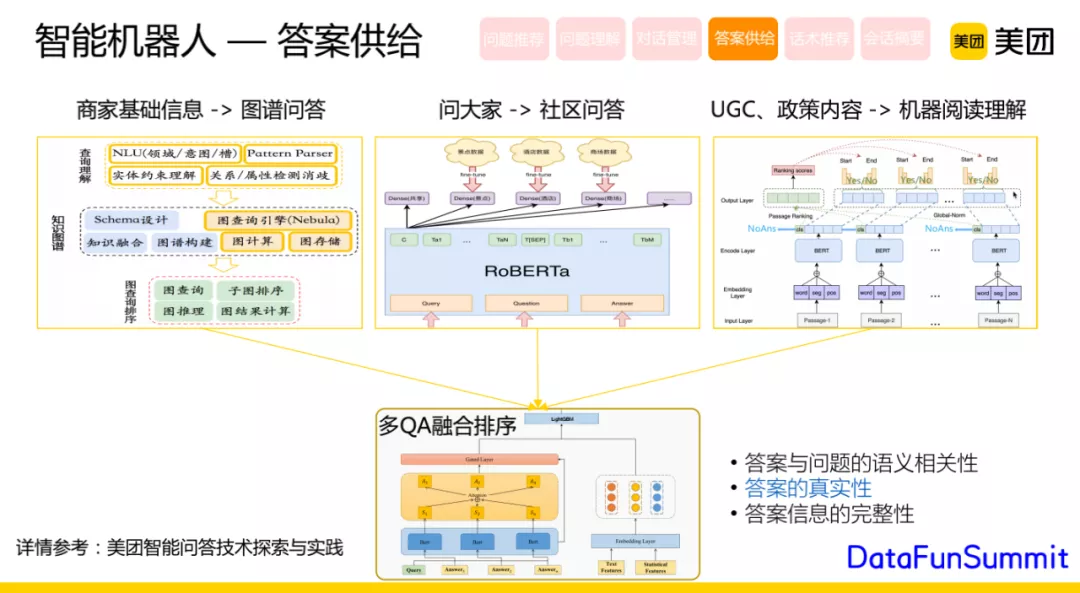 智能机器人 — 答案供给
问题推荐 问题理解 对话管理 答案供给 话术推荐 会话摘要
美团 美团
商家基础信息 -> 图谱问答
问大家 -> 社区问答
UGC、政策内容 -> 机器阅读理解
查询理解
NLU(领域/意图/槽) Pattern Parser
实体约束理解 关系/属性检测消歧
知识图谱
Schema设计 图查询引擎(Nebula)
知识融合 图谱构建 图计算 图存储
图查询排序
图查询 子图排序
图推理 图结果计算
景点数据 酒店数据 商场数据
fine-tune fine-tune fine-tune
Dense(共享) Dense(景点) Dense(酒店) Dense(商场) ......
C Ta1 ... TaN T[SEP] Tb1 ... TbM
RoBERTa
Query Question Answer
Start End Start End Start End
Ranking scores
Yes/No Yes/No Yes/No
Output Layer
...
Passage Ranking Global-Norm
NoAns cls cls NoAns cls
Encode Layer BERT BERT ... BERT
Embedding Layer
word seg pos word seg pos ... word seg pos
Input Layer Passage-1 Passage-2 ... Passage-N
多QA融合排序
LightGBM
Gated Layer
Attention
Bert Bert Bert
Embedding Layer
Query Answer Answer Answer
Text Features Statistical Features
• 答案与问题的语义相关性
• 答案的真实性
• 答案信息的完整性
详情参考：美团智能问答技术探索与实践
DataFunSummit